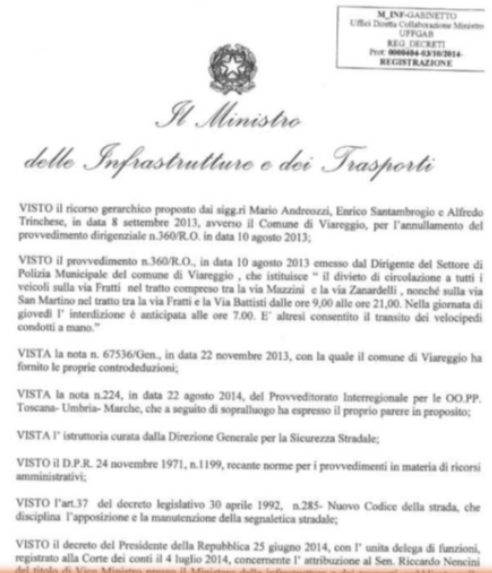 M_INF-GABINETTO
Uffici Diretta Collaborazione Ministro
UFFGAB
REG_DECRETI
Prot: 0000404-03/10/2014-
REGISTRAZIONE
Il Ministro
delle Infrastrutture e dei Trasporti
VISTO il ricorso gerarchico proposto dai sigg.ri Mario Andreozzi, Enrico Santambrogio e Alfredo
Trinchese, in data 8 settembre 2013, avverso il Comune di Viareggio, per l'annullamento del
provvedimento dirigenziale n.360/R.O. in data 10 agosto 2013;
VISTO il provvedimento n.360/R.O., in data 10 agosto 2013 emesso dal Dirigente del Settore di
Polizia Municipale del comune di Viareggio , che istituisce “ il divieto di circolazione a tutti i
veicoli sulla via Fratti nel tratto compreso tra la via Mazzini e la via Zanardelli , nonché sulla via
San Martino nel tratto tra la via Fratti e la Via Battisti dalle ore 9,00 alle ore 21,00. Nella giornata di
giovedì l' interdizione è anticipata alle ore 7.00. E' altresì consentito il transito dei velocipedi
condotti a mano.”
VISTA la nota n. 67536/Gen., in data 22 novembre 2013, con la quale il comune di Viareggio ha
fornito le proprie controdeduzioni;
VISTA la nota n.224, in data 22 agosto 2014, del Provveditorato Interregionale per le OO.PP.
Toscana- Umbria- Marche, che a seguito di sopralluogo ha espresso il proprio parere in proposito;
VISTA l' istruttoria curata dalla Direzione Generale per la Sicurezza Stradale;
VISTO il D.P.R. 24 novembre 1971, n.1199, recante norme per i provvedimenti in materia di ricorsi
amministrativi;
VISTO l'art.37 del decreto legislativo 30 aprile 1992, n.285- Nuovo Codice della strada, che
disciplina l'apposizione e la manutenzione della segnaletica stradale;
VISTO il decreto del Presidente della Repubblica 25 giugno 2014, con l' unita delega di funzioni,
registrato alla Corte dei conti il 4 luglio 2014, concernente l' attribuzione al Sen. Riccardo Nencini
del titolo di Vice Ministro presso il Ministero delle infrastrutture e dei